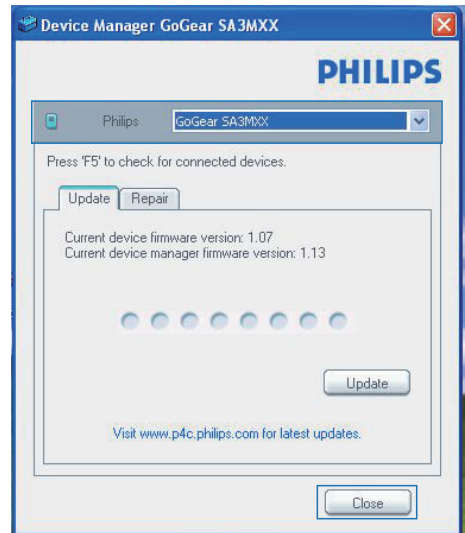 Device Manager GoGear SA3MXX
PHILIPS
Philips GoGear SA3MXX
Press 'F5' to check for connected devices.
Update Repair
Current device firmware version: 1.07
Current device manager firmware version: 1.13
Update
Visit www.p4c.philips.com for latest updates.
Close